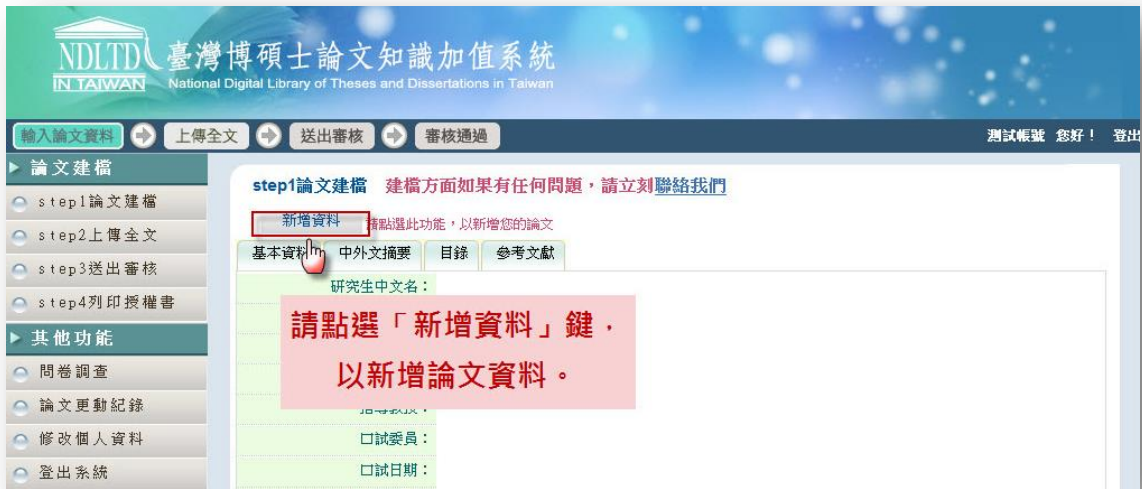 NDLTD
IN TAIWAN
臺灣博碩士論文知識加值系統
National Digital Library of Theses and Dissertations in Taiwan
輸入論文資料 上傳全文 送出審核 審核通過 測試帳號 您好! 登出
論文建檔
step1論文建檔
step2上傳全文
step3送出審核
step4列印授權書
其他功能
問卷調查
論文更動紀錄
修改個人資料
登出系統
step1論文建檔 建檔方面如果有任何問題,請立刻聯絡我們
新增資料 請點選此功能,以新增您的論文
基本資料 中外文摘要 目錄 參考文獻
研究生中文名:
請點選「新增資料」鍵,
以新增論文資料。
指導教授:
口試委員:
口試日期: